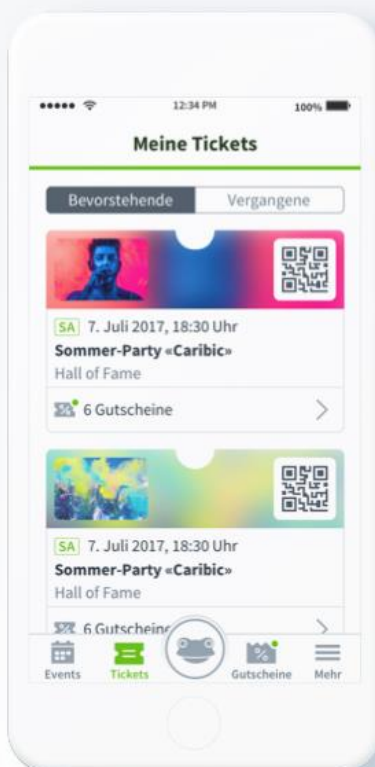 12:34 PM
100%
Meine Tickets
Bevorstehende
Vergangene
SA 7. Juli 2017, 18:30 Uhr
Sommer-Party «Caribic»
Hall of Fame
6 Gutscheine
SA 7. Juli 2017, 18:30 Uhr
Sommer-Party «Caribic»
Hall of Fame
6 Gutscheine
Events
Tickets
Gutscheine
Mehr